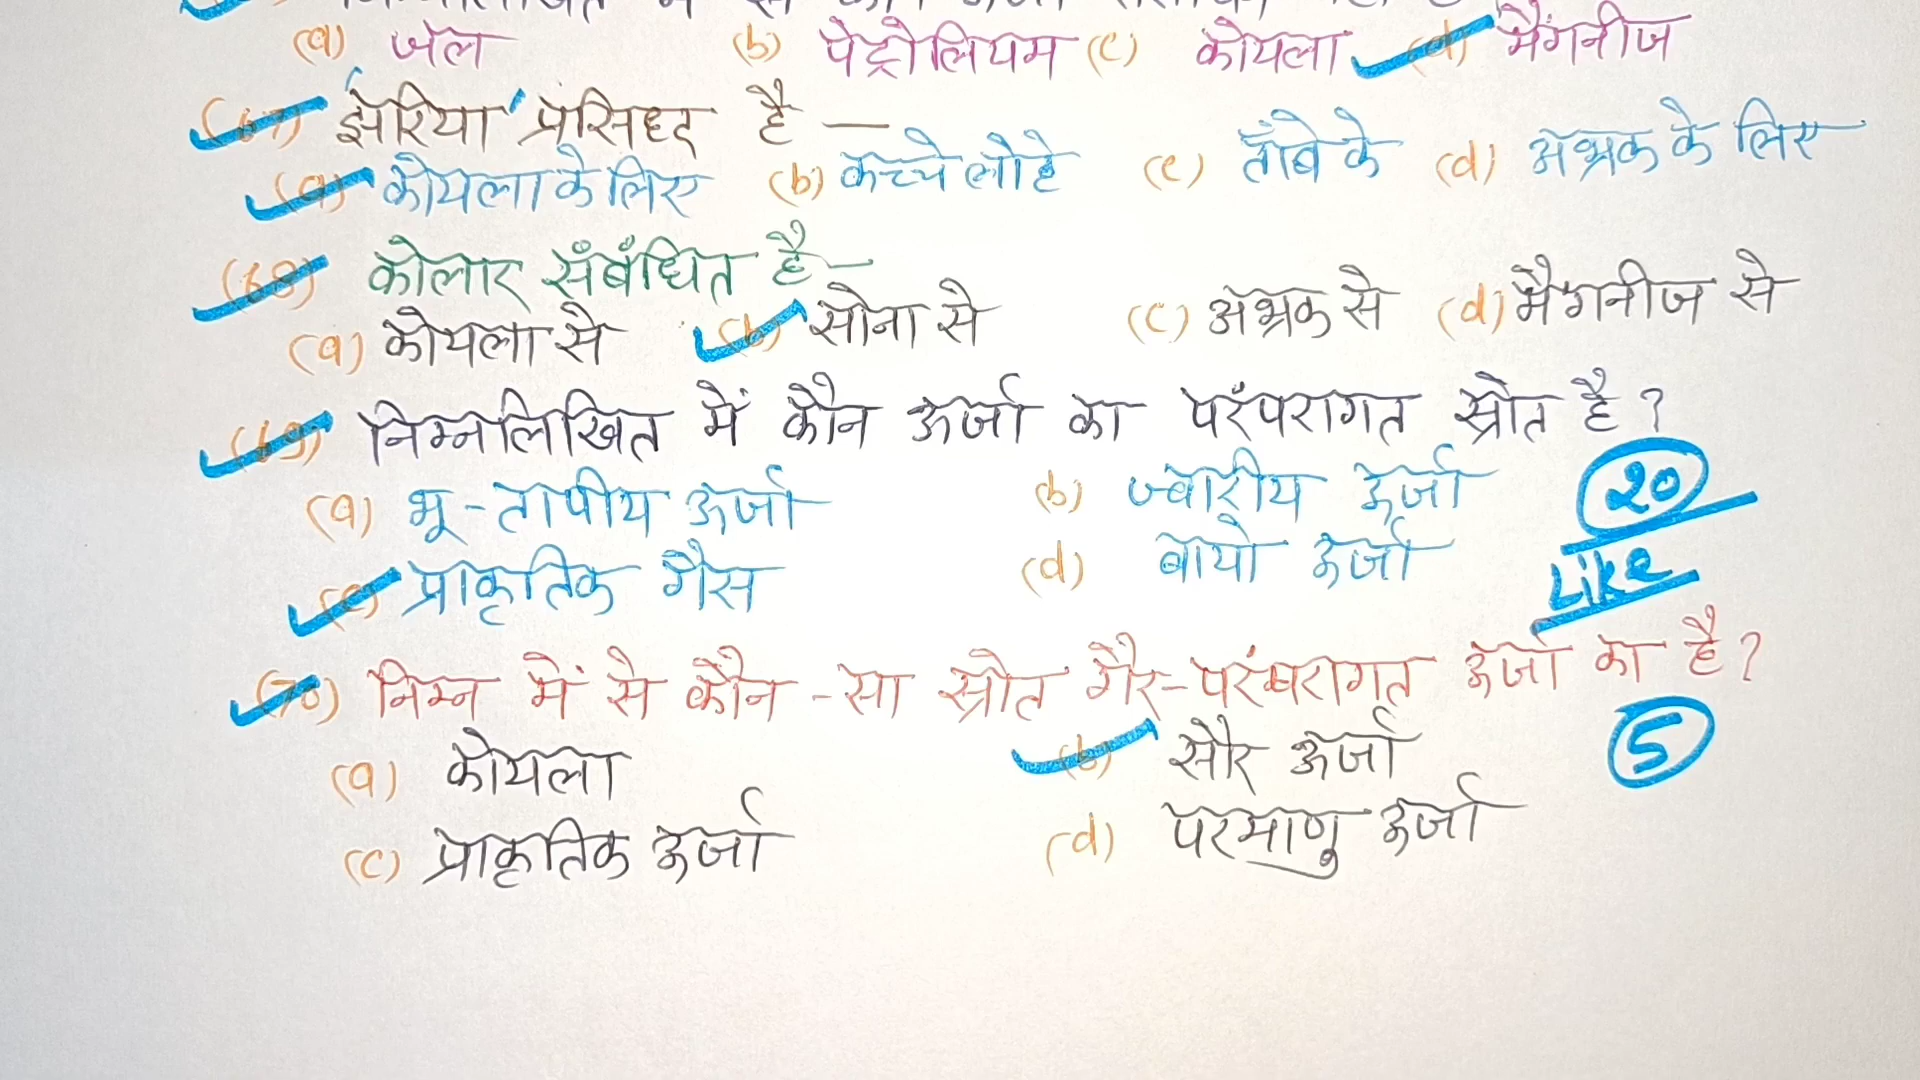 (a) जल (b) पेट्रोलियम (c) कोयला (d) मैंगनीज
(67) 'झरिया' प्रसिध्द है —
(a) कोयला के लिए (b) कच्चे लोहे (c) ताँबे के (d) अभ्रक के लिए
(68) कोलार संबंधित है —
(a) कोयला से (b) सोना से (c) अभ्रक से (d) मैंगनीज से
(69) निम्नलिखित में कौन ऊर्जा का परंपरागत स्रोत है ?
(a) भू-तापीय ऊर्जा (b) ज्वारीय ऊर्जा
(c) प्राकृतिक गैस (d) बायो ऊर्जा
20
Like
(70) निम्न में से कौन-सा स्रोत गैर-परंपरागत ऊर्जा का है ?
(a) कोयला (b) सौर ऊर्जा
5
(c) प्राकृतिक ऊर्जा (d) परमाणु ऊर्जा